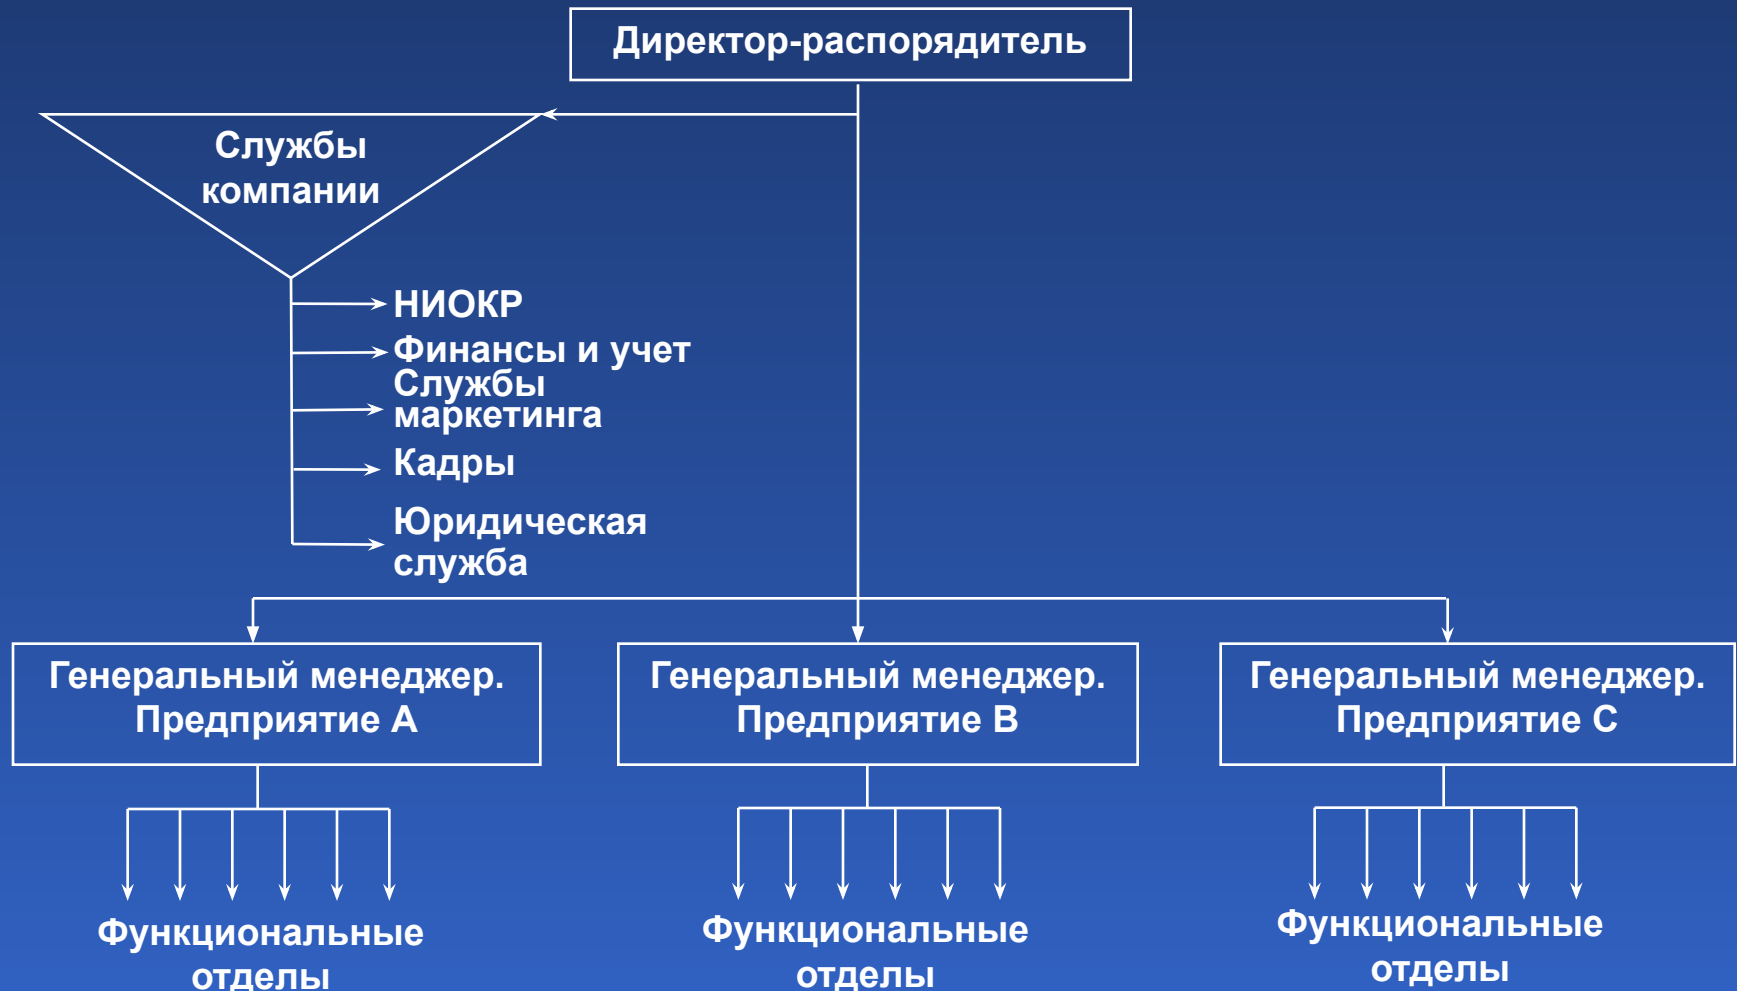 Директор-распорядитель
Службы
компании
НИОКР
Финансы и учет
Службы
маркетинга
Кадры
Юридическая
служба
Генеральный менеджер.
Предприятие А
Генеральный менеджер.
Предприятие В
Генеральный менеджер.
Предприятие С
Функциональные
отделы
Функциональные
отделы
Функциональные
отделы